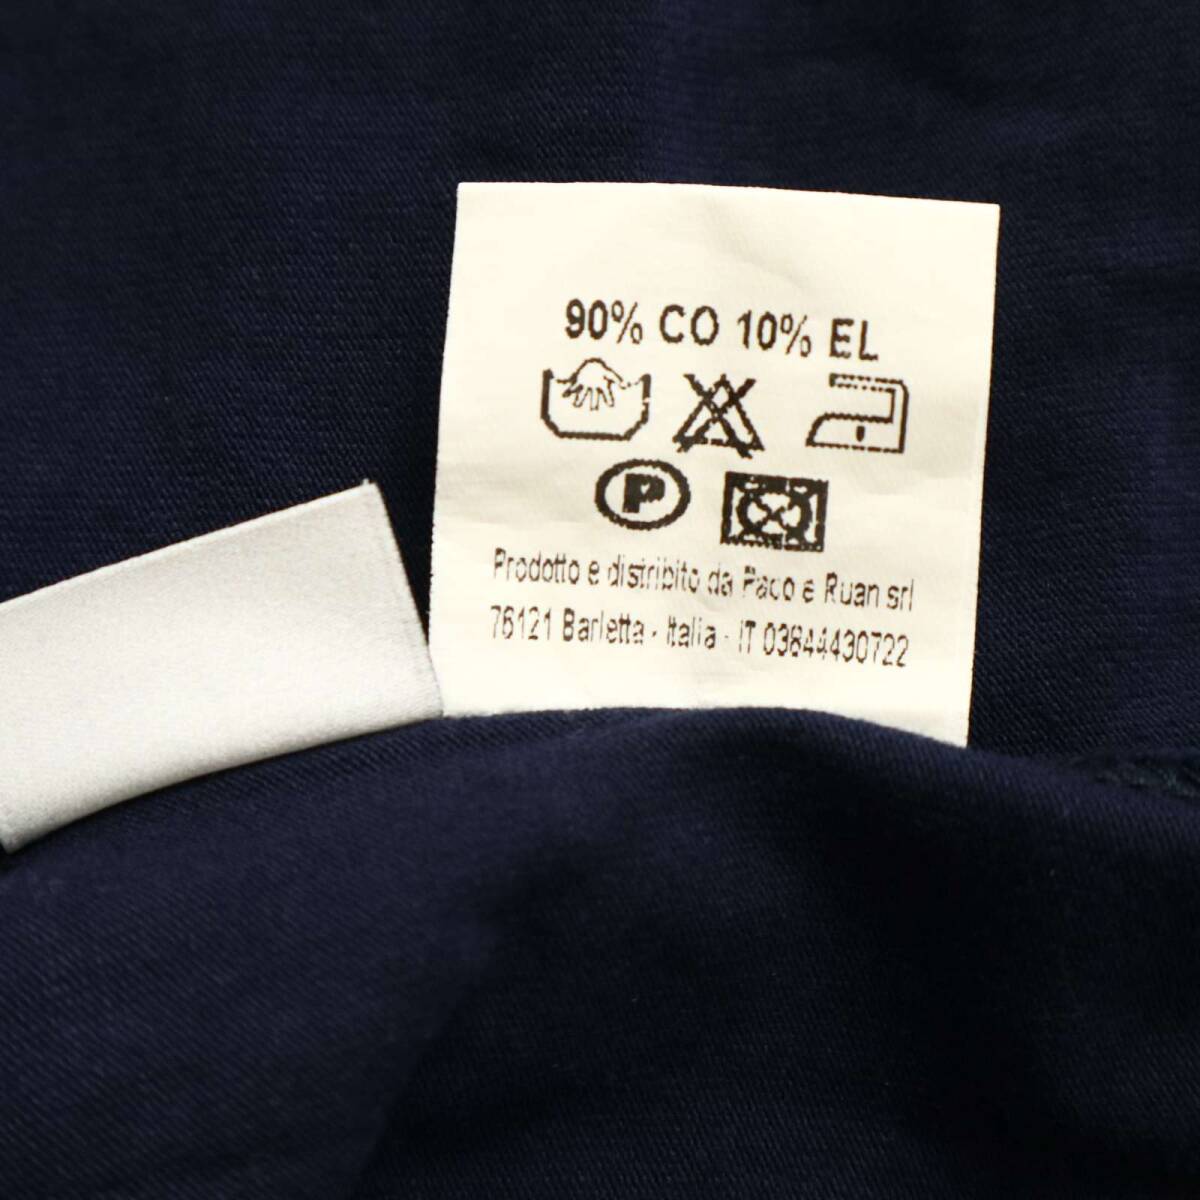 90% CO 10% EL
P
Prodotto e distribito da Paco e Ruan srl
76121 Barletta - Italia - IT 03844430722